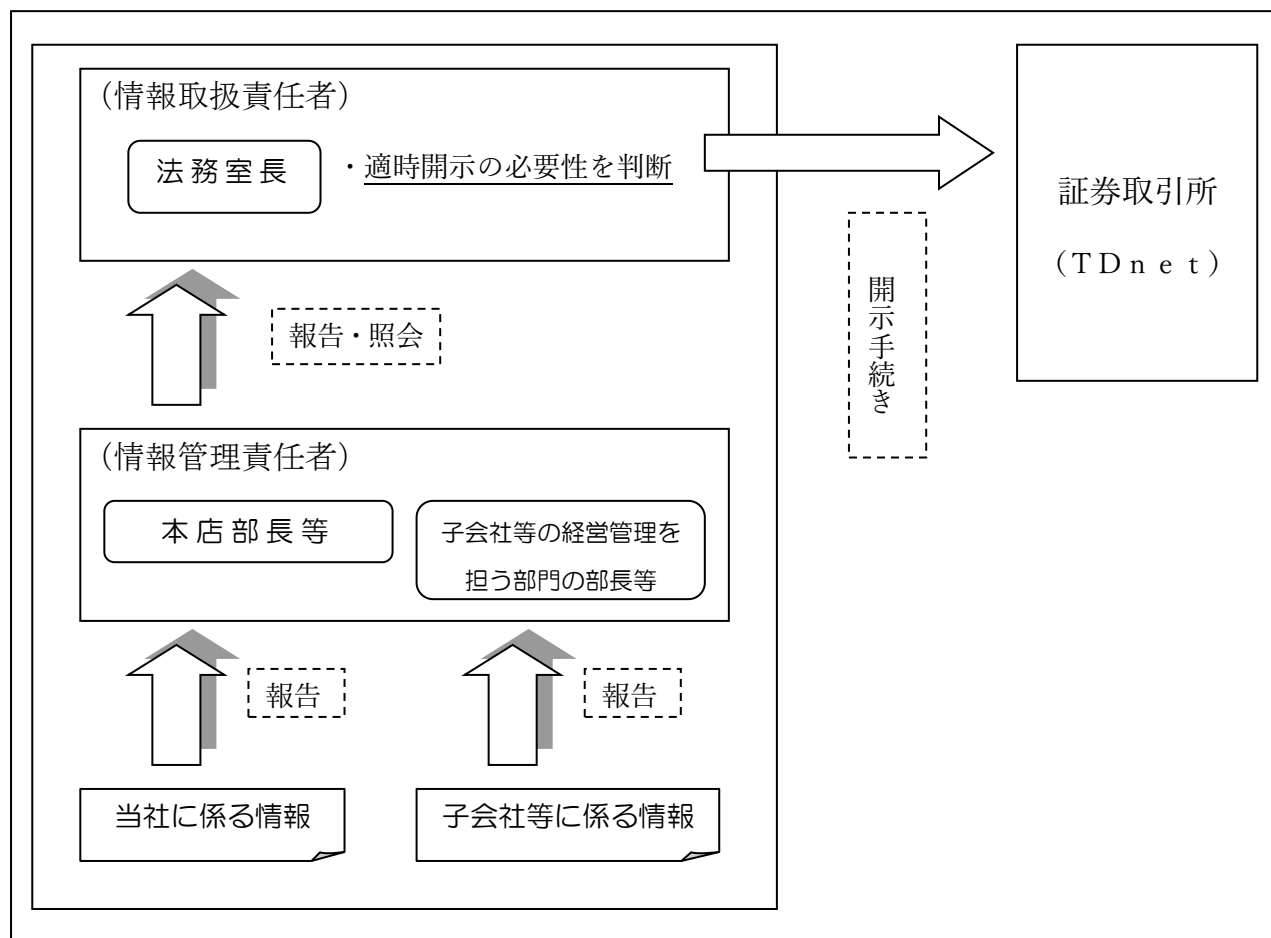 （情報取扱責任者）
法務室長
・適時開示の必要性を判断
証券取引所
（ＴＤｎｅｔ）
開示手続き
報告・照会
（情報管理責任者）
本店部長等
子会社等の経営管理を
担う部門の部長等
報告
報告
当社に係る情報
子会社等に係る情報